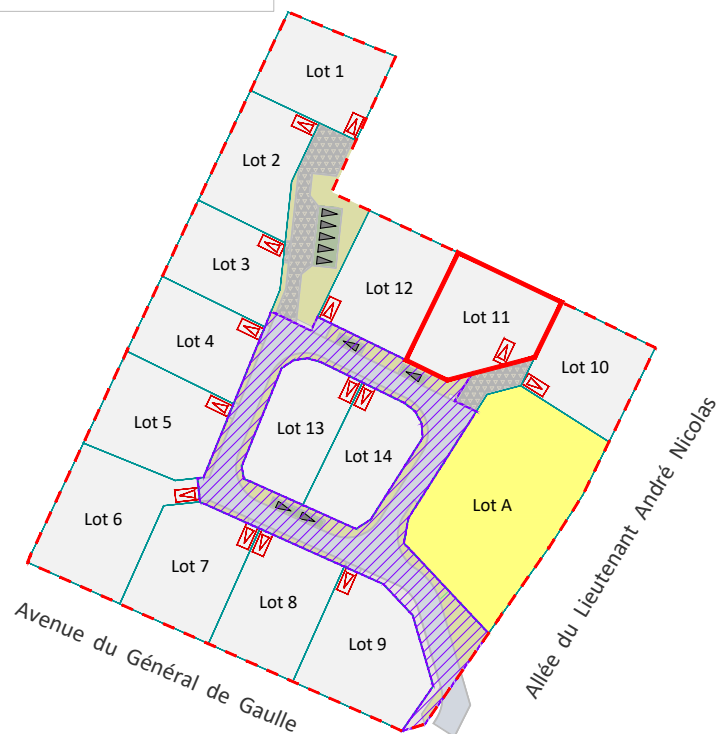 Lot 1
Lot 2
Lot 3
Lot 12
Lot 11
Lot 4
Lot 10
Lot 5
Lot 13
Lot 14
Lot A
Lot 6
Lot 7
Lot 8
Lot 9
Avenue du Général de Gaulle
Allée du Lieutenant André Nicolas